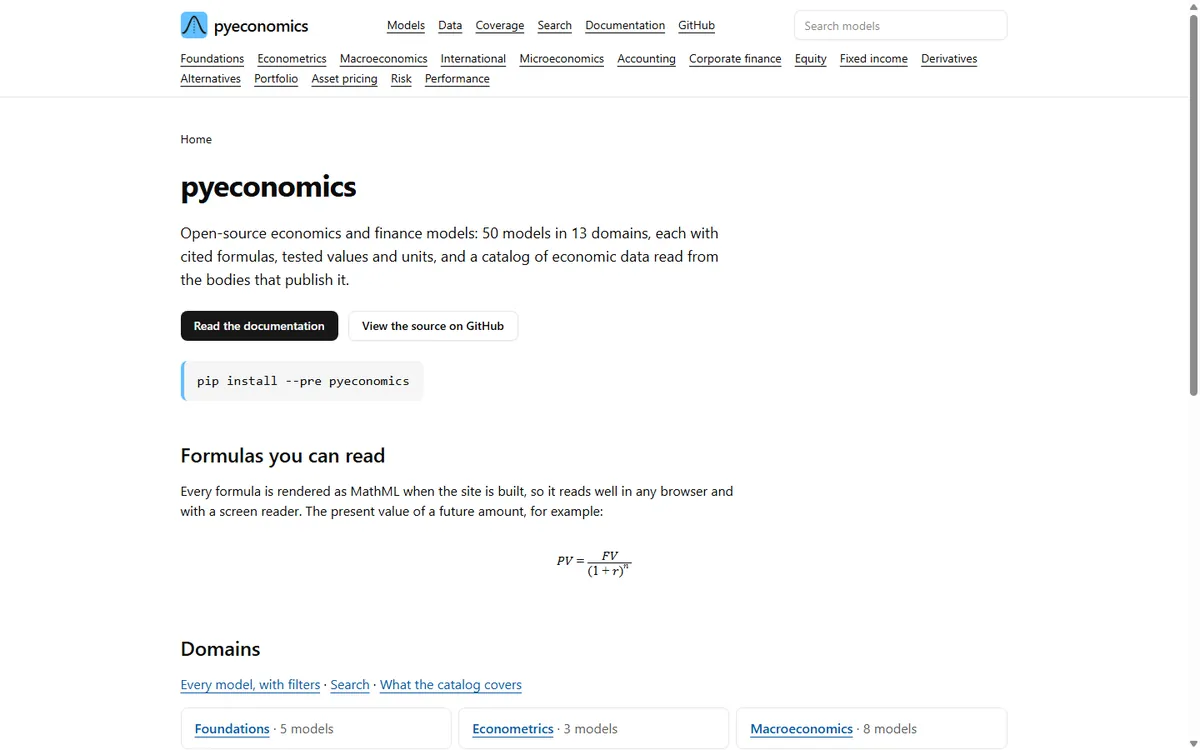 pyeconomics
Models Data Coverage Search Documentation GitHub
Search models
Foundations Econometrics Macroeconomics International Microeconomics Accounting Corporate finance Equity Fixed income Derivatives
Alternatives Portfolio Asset pricing Risk Performance
Home
pyeconomics
Open-source economics and finance models: 50 models in 13 domains, each with
cited formulas, tested values and units, and a catalog of economic data read from
the bodies that publish it.
Read the documentation View the source on GitHub
pip install --pre pyeconomics
Formulas you can read
Every formula is rendered as MathML when the site is built, so it reads well in any browser and
with a screen reader. The present value of a future amount, for example:
PV = FV / (1 + r)^n
Domains
Every model, with filters · Search · What the catalog covers
Foundations · 5 models Econometrics · 3 models Macroeconomics · 8 models